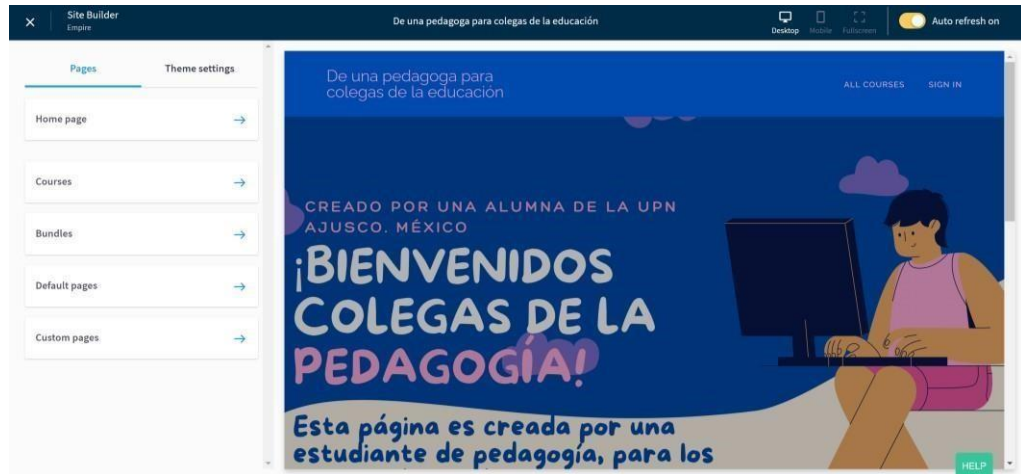 Site Builder
Empire
De una pedagoga para colegas de la educación
Desktop
Mobile
Fullscreen
Auto refresh on
Pages
Theme settings
Home page
Courses
Bundles
Default pages
Custom pages
De una pedagoga para
colegas de la educación
ALL COURSES
SIGN IN
CREADO POR UNA ALUMNA DE LA UPN
AJUSCO. MÉXICO
¡BIENVENIDOS
COLEGAS DE LA
PEDAGOGÍA!
Esta página es creada por una
estudiante de pedagogía, para los
HELP